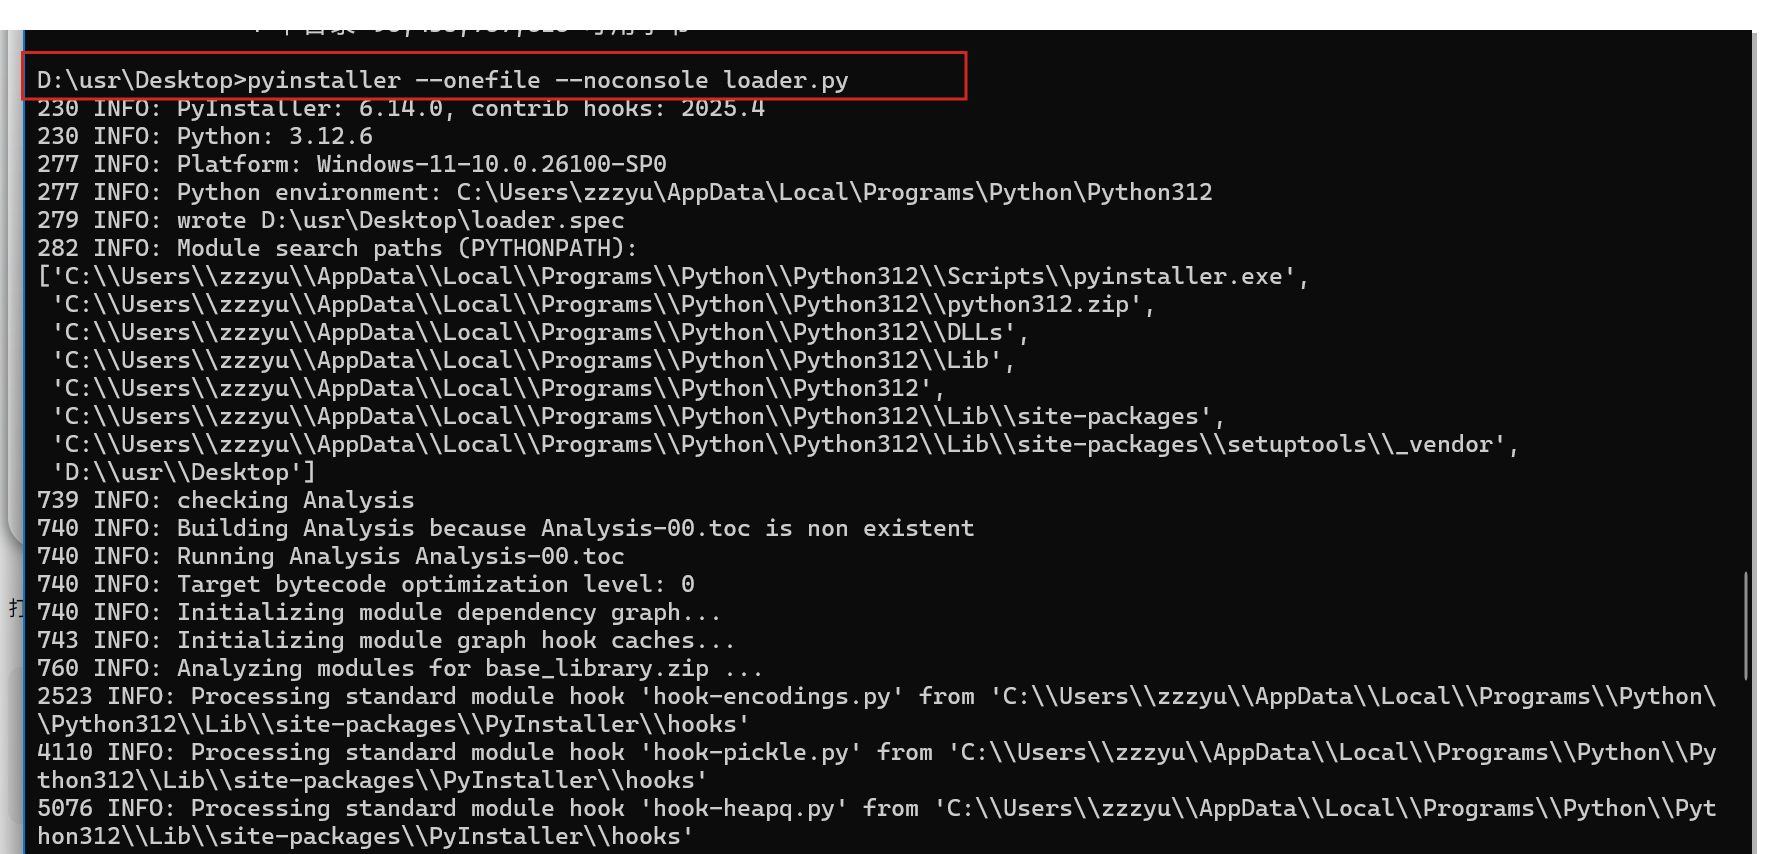 D:\usr\Desktop>pyinstaller --onefile --noconsole loader.py
230 INFO: PyInstaller: 6.14.0, contrib hooks: 2025.4
230 INFO: Python: 3.12.6
277 INFO: Platform: Windows-11-10.0.26100-SP0
277 INFO: Python environment: C:\Users\zzzyu\AppData\Local\Programs\Python\Python312
279 INFO: wrote D:\usr\Desktop\loader.spec
282 INFO: Module search paths (PYTHONPATH):
['C:\\Users\\zzzyu\\AppData\\Local\\Programs\\Python\\Python312\\Scripts\\pyinstaller.exe',
 'C:\\Users\\zzzyu\\AppData\\Local\\Programs\\Python\\Python312\\python312.zip',
 'C:\\Users\\zzzyu\\AppData\\Local\\Programs\\Python\\Python312\\DLLs',
 'C:\\Users\\zzzyu\\AppData\\Local\\Programs\\Python\\Python312\\Lib',
 'C:\\Users\\zzzyu\\AppData\\Local\\Programs\\Python\\Python312',
 'C:\\Users\\zzzyu\\AppData\\Local\\Programs\\Python\\Python312\\Lib\\site-packages',
 'C:\\Users\\zzzyu\\AppData\\Local\\Programs\\Python\\Python312\\Lib\\site-packages\\setuptools\\_vendor',
 'D:\\usr\\Desktop']
739 INFO: checking Analysis
740 INFO: Building Analysis because Analysis-00.toc is non existent
740 INFO: Running Analysis Analysis-00.toc
740 INFO: Target bytecode optimization level: 0
740 INFO: Initializing module dependency graph...
743 INFO: Initializing module graph hook caches...
760 INFO: Analyzing modules for base_library.zip ...
2523 INFO: Processing standard module hook 'hook-encodings.py' from 'C:\\Users\\zzzyu\\AppData\\Local\\Programs\\Python\
\Python312\\Lib\\site-packages\\PyInstaller\\hooks'
4110 INFO: Processing standard module hook 'hook-pickle.py' from 'C:\\Users\\zzzyu\\AppData\\Local\\Programs\\Python\\Py
thon312\\Lib\\site-packages\\PyInstaller\\hooks'
5076 INFO: Processing standard module hook 'hook-heapq.py' from 'C:\\Users\\zzzyu\\AppData\\Local\\Programs\\Python\\Pyt
hon312\\Lib\\site-packages\\PyInstaller\\hooks'